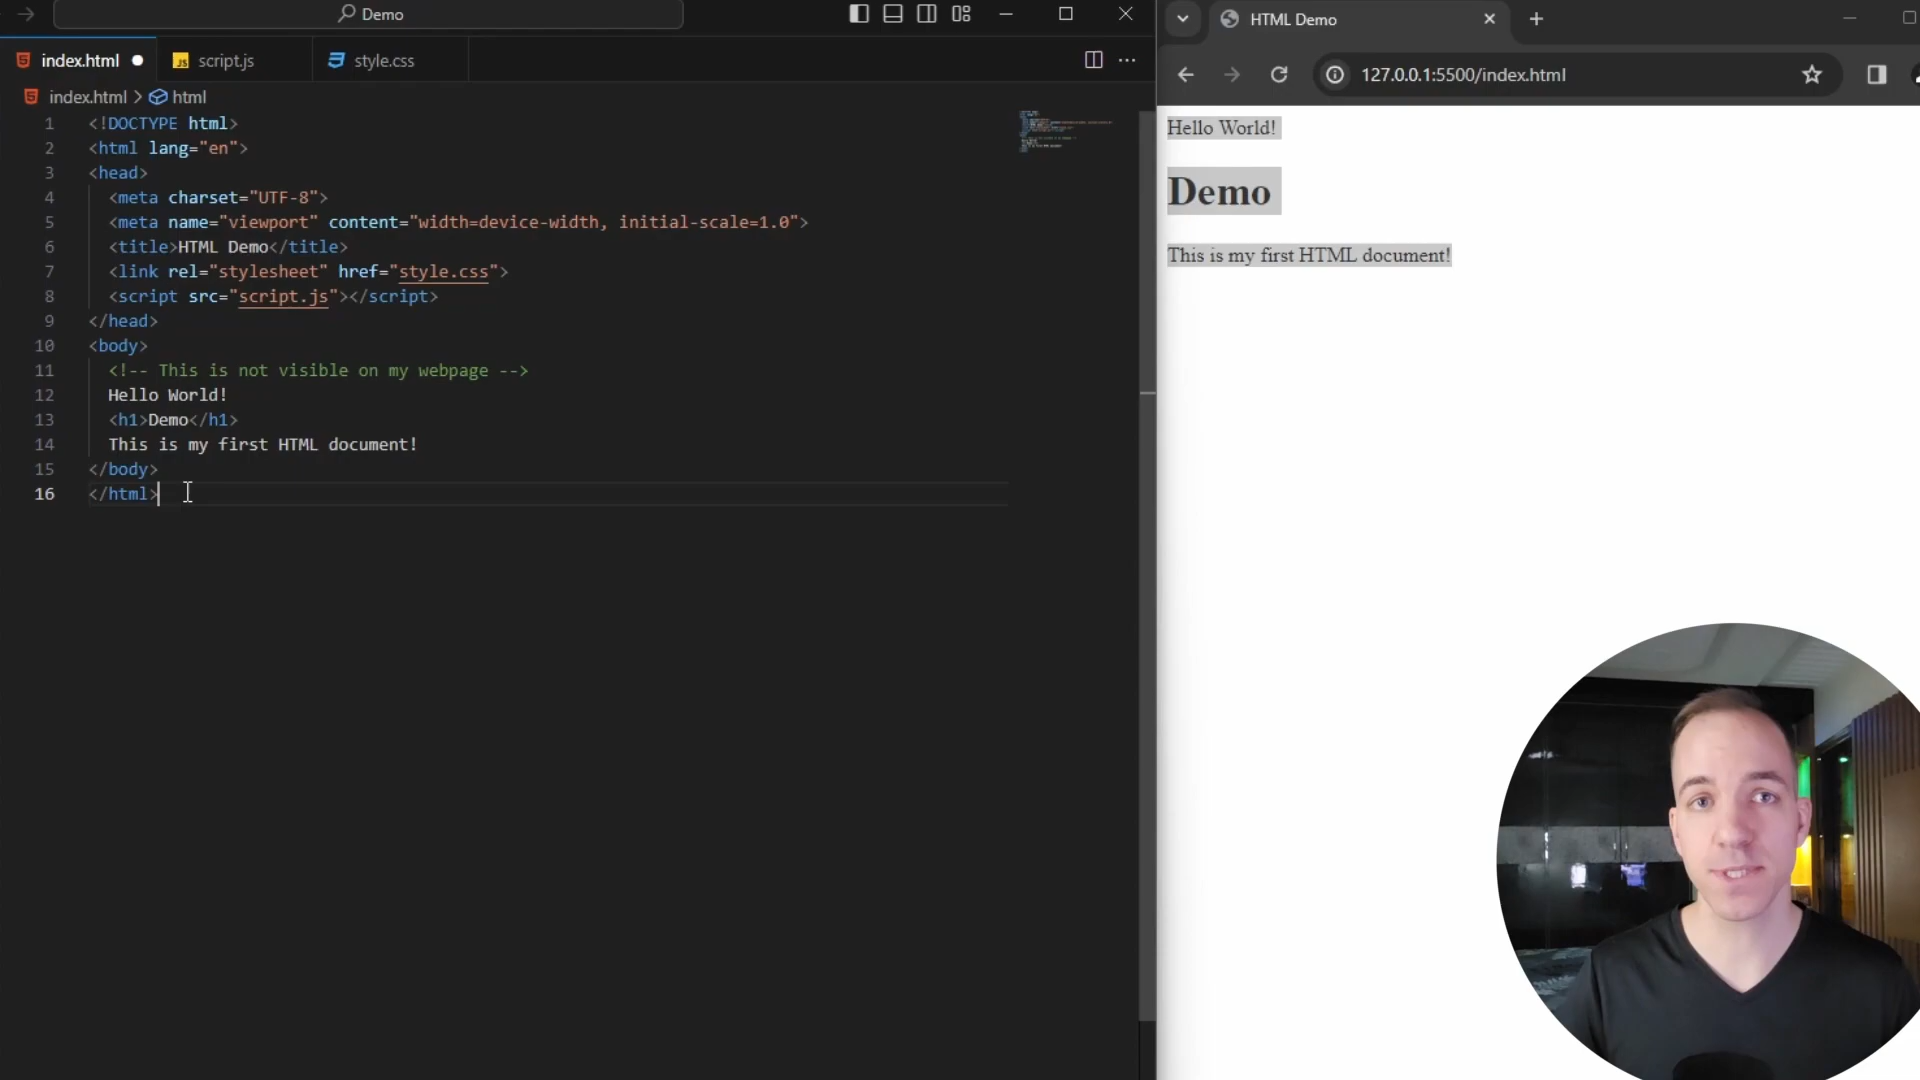 Demo
HTML Demo
index.html
JS script.js
style.css
127.0.0.1:5500/index.html
index.html > html
1 <!DOCTYPE html>
2 <html lang="en">
3 <head>
4 <meta charset="UTF-8">
5 <meta name="viewport" content="width=device-width, initial-scale=1.0">
6 <title>HTML Demo</title>
7 <link rel="stylesheet" href="style.css">
8 <script src="script.js"></script>
9 </head>
10 <body>
11 <!-- This is not visible on my webpage -->
12 Hello World!
13 <h1>Demo</h1>
14 This is my first HTML document!
15 </body>
16 </html>
Hello World!
Demo
This is my first HTML document!